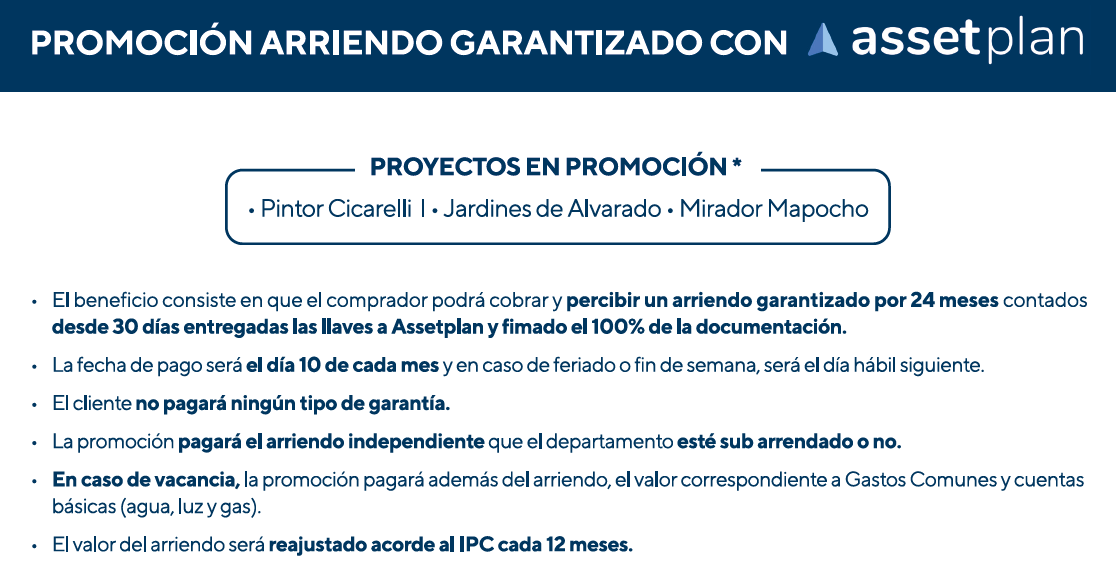 PROMOCIÓN ARRIENDO GARANTIZADO CON assetplan
PROYECTOS EN PROMOCIÓN *
• Pintor Cicarelli I • Jardines de Alvarado • Mirador Mapocho
• El beneficio consiste en que el comprador podrá cobrar y percibir un arriendo garantizado por 24 meses contados
desde 30 días entregadas las llaves a Assetplan y fimado el 100% de la documentación.
• La fecha de pago será el día 10 de cada mes y en caso de feriado o fin de semana, será el día hábil siguiente.
• El cliente no pagará ningún tipo de garantía.
• La promoción pagará el arriendo independiente que el departamento esté sub arrendado o no.
• En caso de vacancia, la promoción pagará además del arriendo, el valor correspondiente a Gastos Comunes y cuentas
básicas (agua, luz y gas).
• El valor del arriendo será reajustado acorde al IPC cada 12 meses.